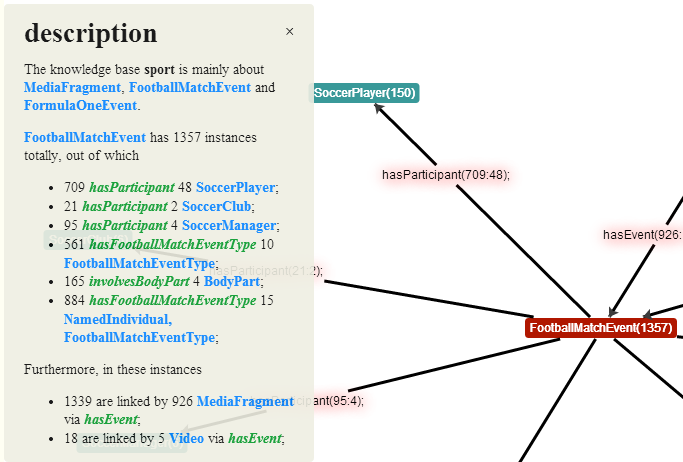 description
×
The knowledge base sport is mainly about
MediaFragment, FootballMatchEvent and
FormulaOneEvent.
FootballMatchEvent has 1357 instances
totally, out of which
• 709 hasParticipant 48 SoccerPlayer;
• 21 hasParticipant 2 SoccerClub;
• 95 hasParticipant 4 SoccerManager;
• 561 hasFootballMatchEventType 10
FootballMatchEventType;
• 165 involvesBodyPart 4 BodyPart;
• 884 hasFootballMatchEventType 15
NamedIndividual,
FootballMatchEventType;
Furthermore, in these instances
• 1339 are linked by 926 MediaFragment
via hasEvent;
• 18 are linked by 5 Video via hasEvent;
SoccerPlayer(150)
hasParticipant(709:48);
hasEvent(926:
hasParticipant(21:2);
FootballMatchEvent(1357)
hasParticipant(95:4);